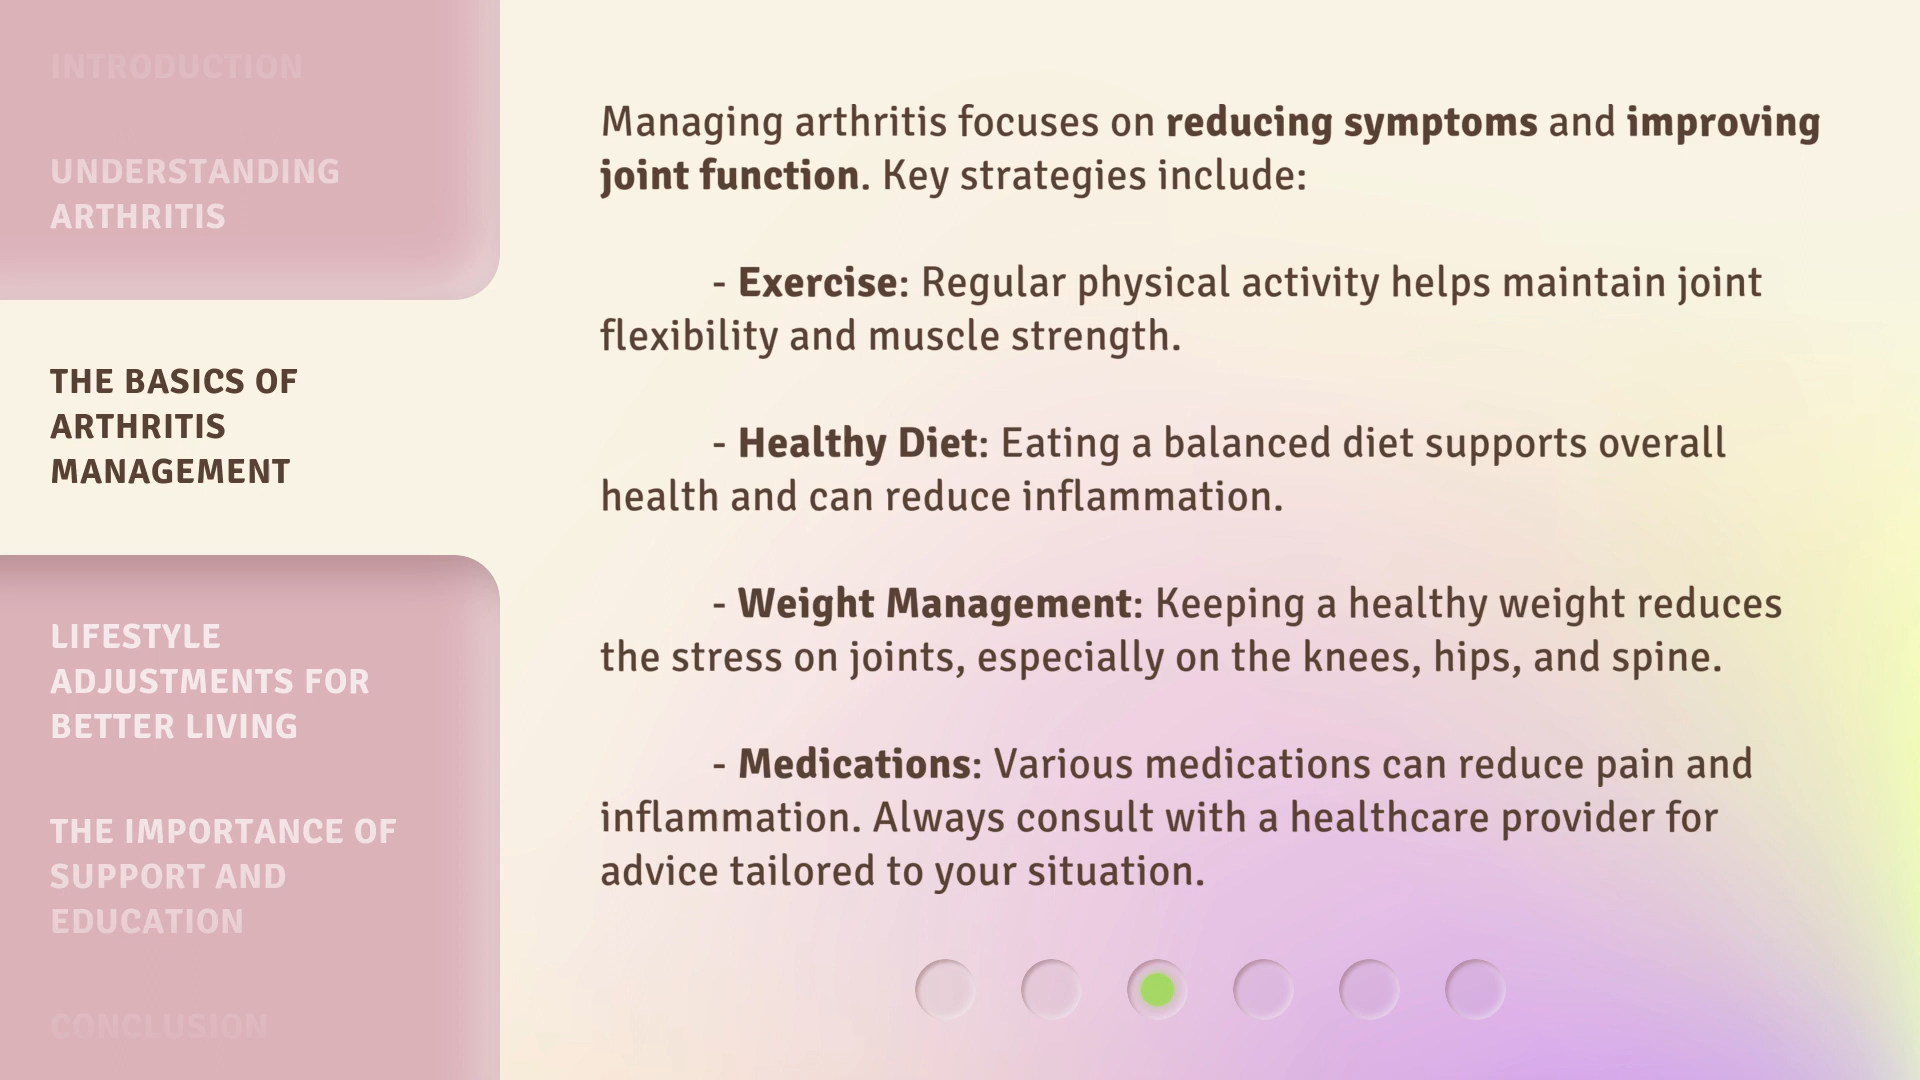 INTRODUCTION
UNDERSTANDING
ARTHRITIS
THE BASICS OF
ARTHRITIS
MANAGEMENT
LIFESTYLE
ADJUSTMENTS FOR
BETTER LIVING
THE IMPORTANCE OF
SUPPORT AND
EDUCATION
CONCLUSION
Managing arthritis focuses on reducing symptoms and improving
joint function. Key strategies include:
- Exercise: Regular physical activity helps maintain joint
flexibility and muscle strength.
- Healthy Diet: Eating a balanced diet supports overall
health and can reduce inflammation.
- Weight Management: Keeping a healthy weight reduces
the stress on joints, especially on the knees, hips, and spine.
- Medications: Various medications can reduce pain and
inflammation. Always consult with a healthcare provider for
advice tailored to your situation.